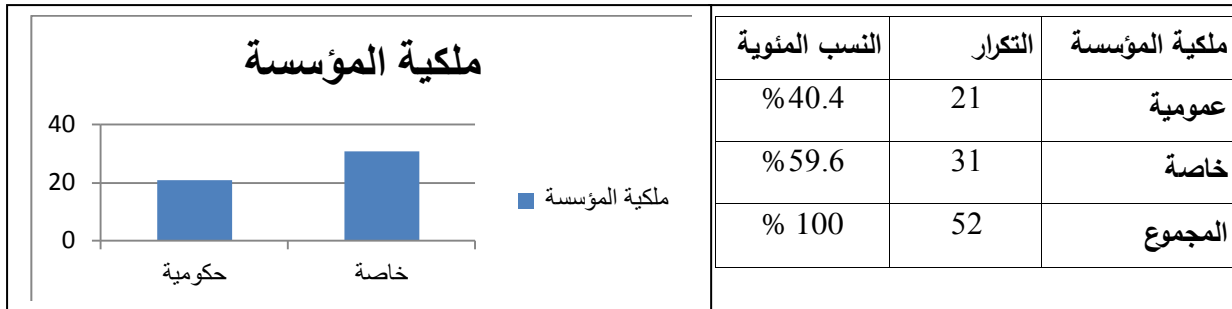 ملكية المؤسسة التكرار النسب المئوية
عمومية 21 %40.4
خاصة 31 %59.6
المجموع 52 % 100
ملكية المؤسسة
40
20
0
حكومية خاصة
ملكية المؤسسة